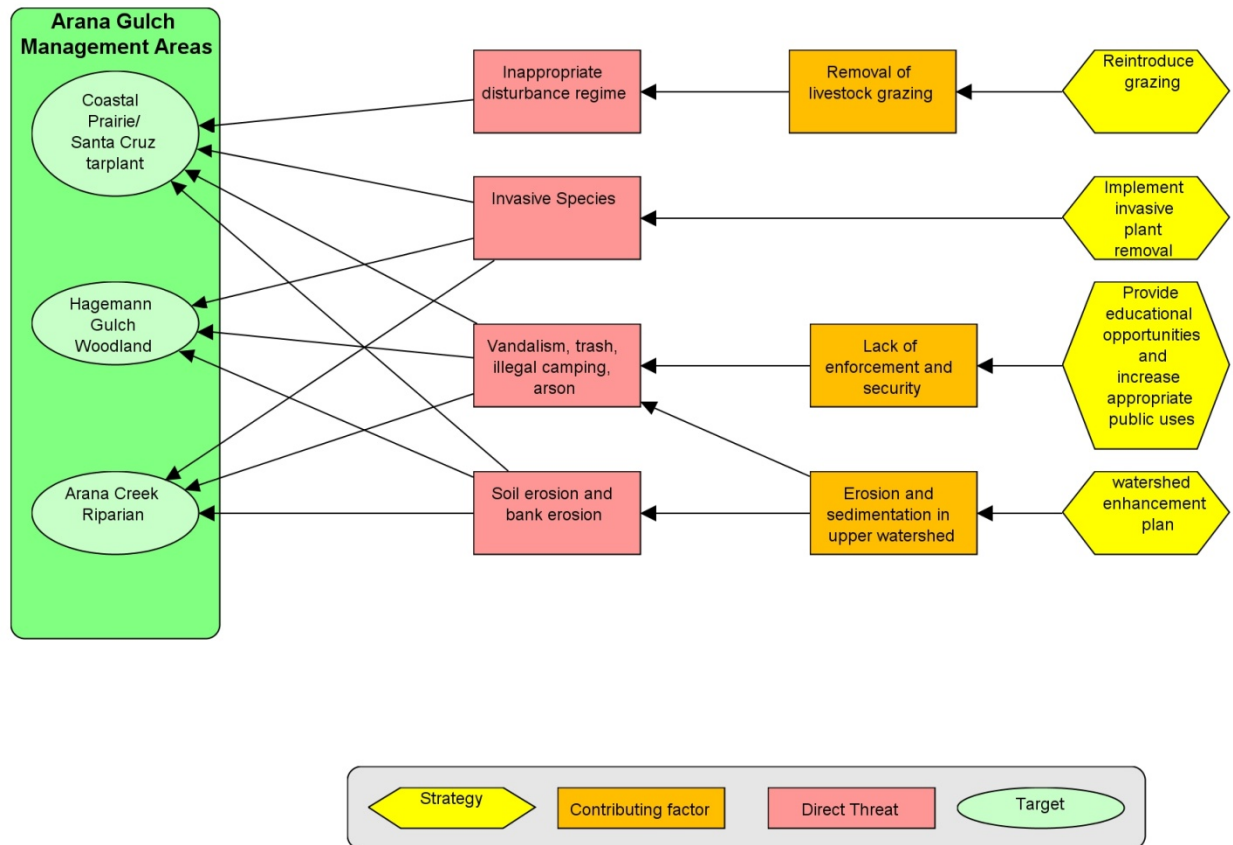 Arana Gulch
Management Areas
Coastal
Prairie/
Santa Cruz
tarplant
Inappropriate
disturbance regime
Removal of
livestock grazing
Reintroduce
grazing
Invasive Species
Implement
invasive
plant
removal
Hagemann
Gulch
Woodland
Vandalism, trash,
illegal camping,
arson
Lack of
enforcement and
security
Provide
educational
opportunities
and
increase
appropriate
public uses
Arana Creek
Riparian
Soil erosion and
bank erosion
Erosion and
sedimentation in
upper watershed
watershed
enhancement
plan
Strategy
Contributing factor
Direct Threat
Target